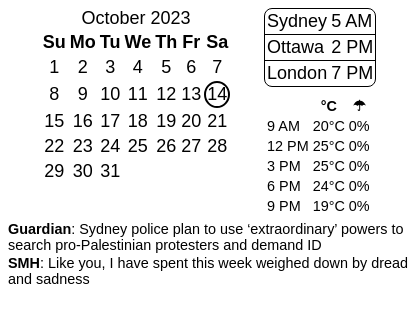 October 2023
Su Mo Tu We Th Fr Sa
1 2 3 4 5 6 7
8 9 10 11 12 13 14
15 16 17 18 19 20 21
22 23 24 25 26 27 28
29 30 31
Sydney 5 AM
Ottawa 2 PM
London 7 PM
°C ☂
9 AM 20°C 0%
12 PM 25°C 0%
3 PM 25°C 0%
6 PM 24°C 0%
9 PM 19°C 0%
Guardian: Sydney police plan to use ‘extraordinary’ powers to
search pro-Palestinian protesters and demand ID
SMH: Like you, I have spent this week weighed down by dread
and sadness